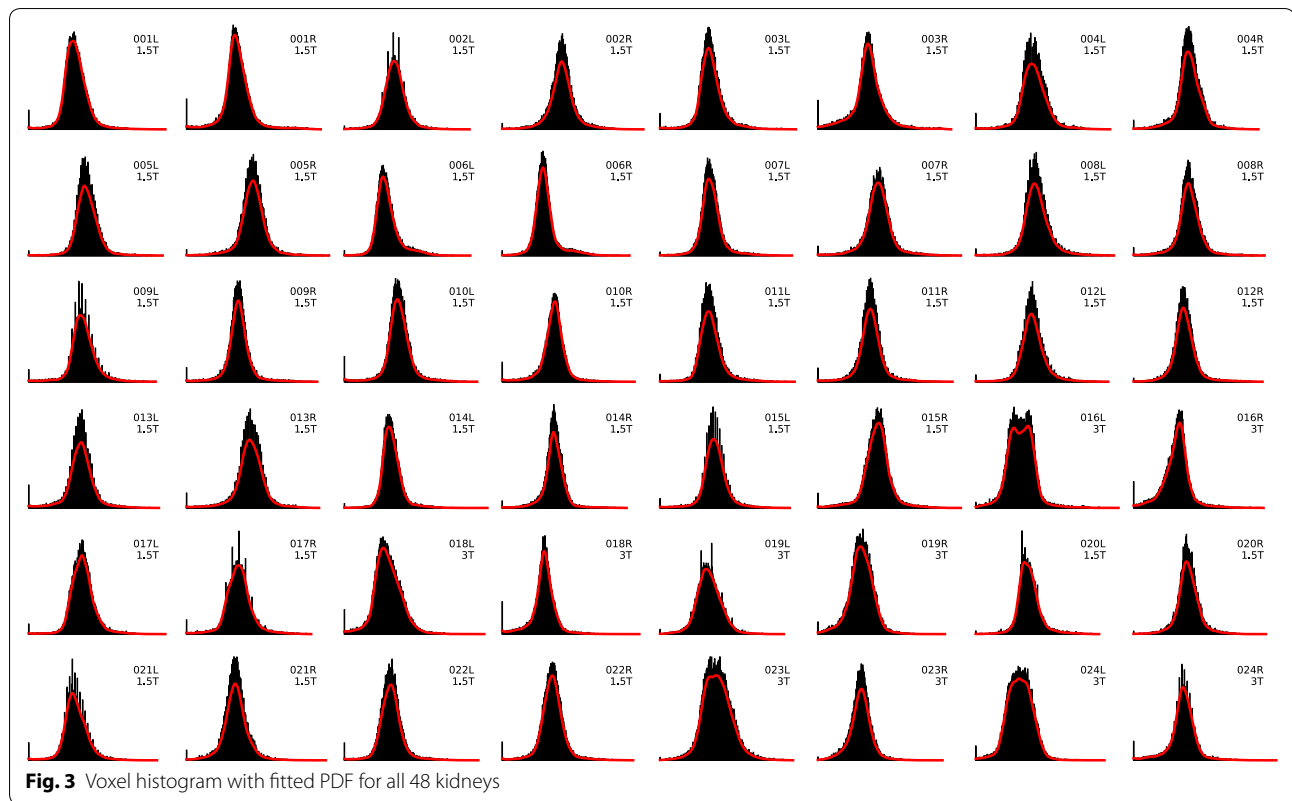 001L
1.5T
001R
1.5T
002L
1.5T
002R
1.5T
003L
1.5T
003R
1.5T
004L
1.5T
004R
1.5T
005L
1.5T
005R
1.5T
006L
1.5T
006R
1.5T
007L
1.5T
007R
1.5T
008L
1.5T
008R
1.5T
009L
1.5T
009R
1.5T
010L
1.5T
010R
1.5T
011L
1.5T
011R
1.5T
012L
1.5T
012R
1.5T
013L
1.5T
013R
1.5T
014L
1.5T
014R
1.5T
015L
1.5T
015R
1.5T
016L
3T
016R
3T
017L
1.5T
017R
1.5T
018L
3T
018R
3T
019L
3T
019R
3T
020L
1.5T
020R
1.5T
021L
1.5T
021R
1.5T
022L
1.5T
022R
1.5T
023L
3T
023R
3T
024L
3T
024R
3T
Fig. 3 Voxel histogram with fitted PDF for all 48 kidneys